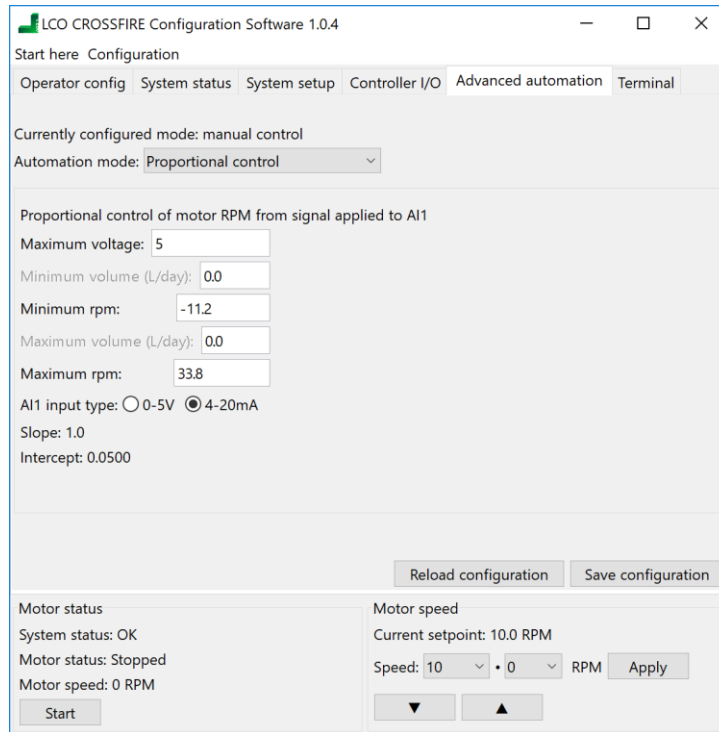 LCO CROSSFIRE Configuration Software 1.0.4
Start here Configuration
Operator config System status System setup Controller I/O Advanced automation Terminal
Currently configured mode: manual control
Automation mode: Proportional control
Proportional control of motor RPM from signal applied to AI1
Maximum voltage: 5
Minimum volume (L/day): 0.0
Minimum rpm: -11.2
Maximum volume (L/day): 0.0
Maximum rpm: 33.8
AI1 input type: 0-5V 4-20mA
Slope: 1.0
Intercept: 0.0500
Reload configuration Save configuration
Motor status
System status: OK
Motor status: Stopped
Motor speed: 0 RPM
Start
Motor speed
Current setpoint: 10.0 RPM
Speed: 10 • 0 RPM Apply
▼ ▲